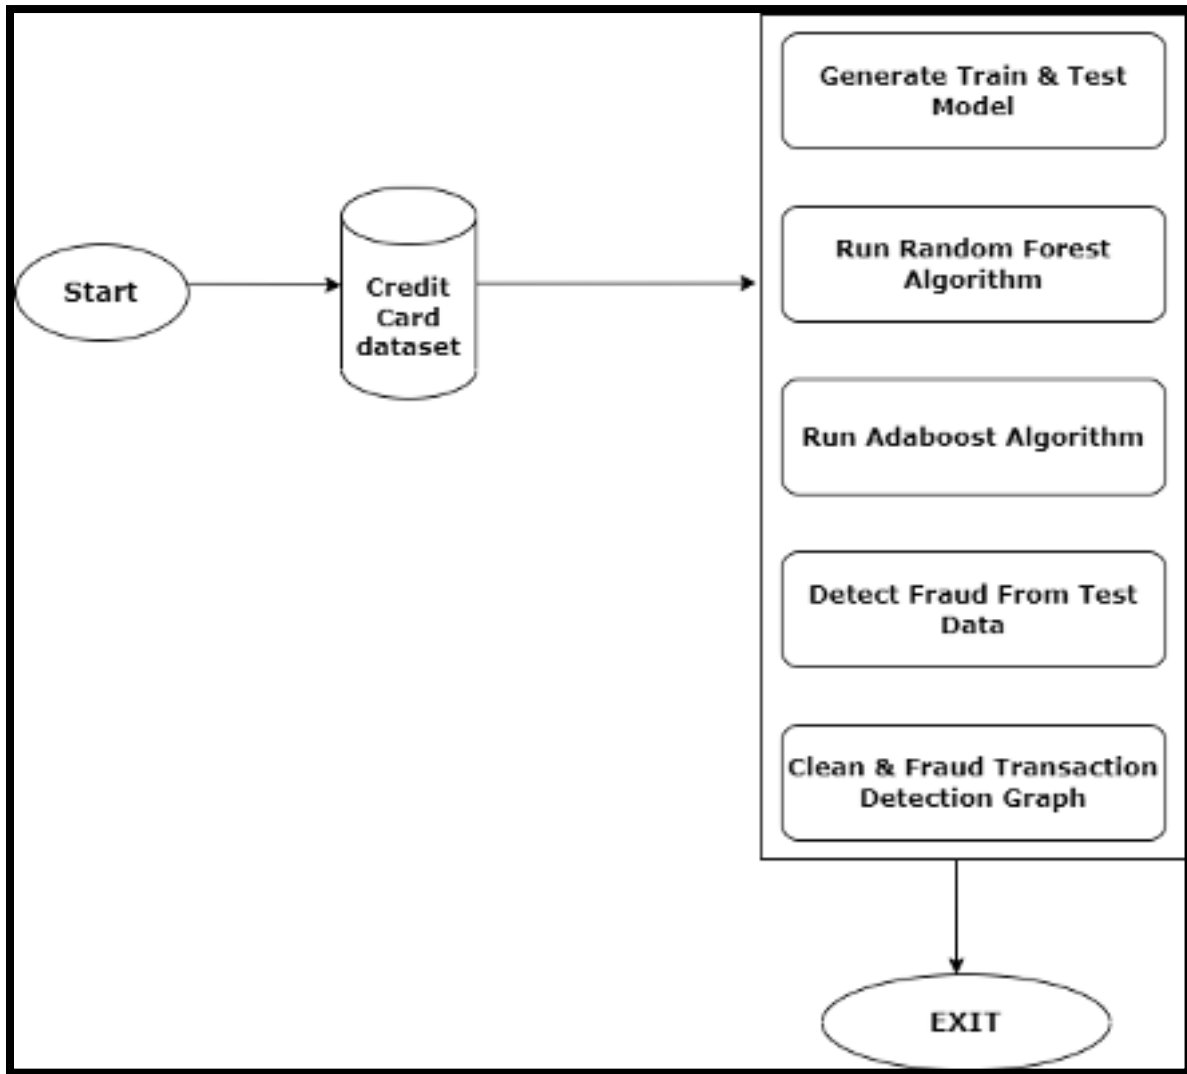 Start
Credit
Card
dataset
Generate Train & Test
Model
Run Random Forest
Algorithm
Run Adaboost Algorithm
Detect Fraud From Test
Data
Clean & Fraud Transaction
Detection Graph
EXIT